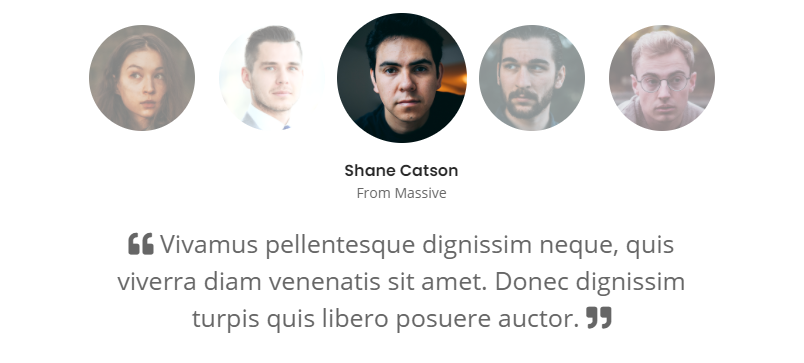 Shane Catson
From Massive
❝ Vivamus pellentesque dignissim neque, quis
viverra diam venenatis sit amet. Donec dignissim
turpis quis libero posuere auctor. ❞